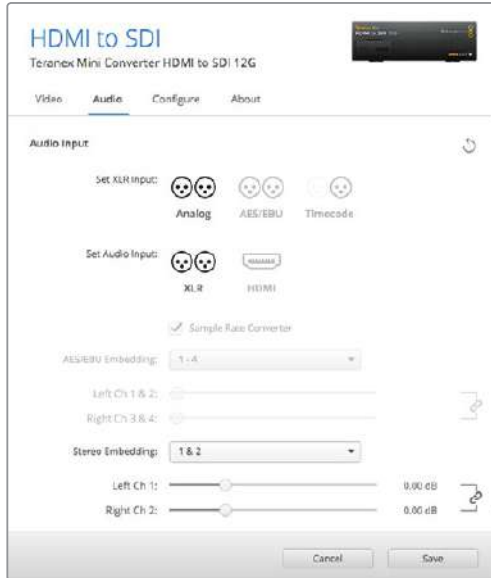 HDMI to SDI
Teranex Mini Converter HDMI to SDI 12G
Video Audio Configure About
Audio Input
Set XLR Input:
Analog AES/EBU Timecode
Set Audio Input:
XLR HDMI
Sample Rate Converter
AES/EBU Embedding: 1 - 4
Left Ch 1 & 2:
Right Ch 3 & 4:
Stereo Embedding: 1 & 2
Left Ch 1: 0.00 dB
Right Ch 2: 0.00 dB
Cancel Save